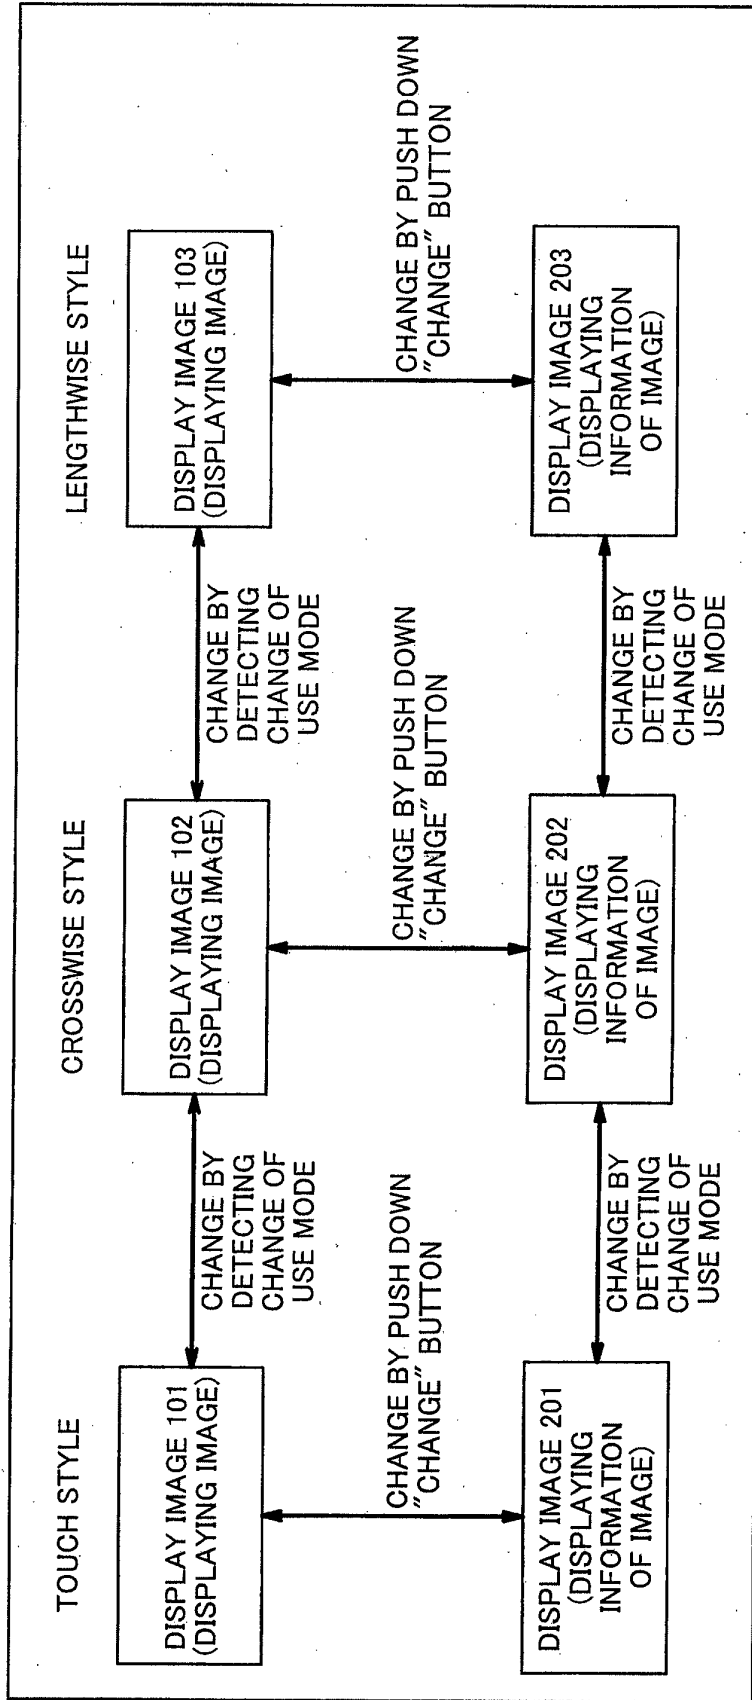 TOUCH STYLE
CROSSWISE STYLE
LENGTHWISE STYLE
DISPLAY IMAGE 101
(DISPLAYING IMAGE)
CHANGE BY
DETECTING
CHANGE OF
USE MODE
DISPLAY IMAGE 102
(DISPLAYING IMAGE)
CHANGE BY
DETECTING
CHANGE OF
USE MODE
DISPLAY IMAGE 103
(DISPLAYING IMAGE)
CHANGE BY PUSH DOWN
"CHANGE" BUTTON
CHANGE BY PUSH DOWN
"CHANGE" BUTTON
CHANGE BY PUSH DOWN
"CHANGE" BUTTON
DISPLAY IMAGE 201
(DISPLAYING
INFORMATION
OF IMAGE)
CHANGE BY
DETECTING
CHANGE OF
USE MODE
DISPLAY IMAGE 202
(DISPLAYING
INFORMATION
OF IMAGE)
CHANGE BY
DETECTING
CHANGE OF
USE MODE
DISPLAY IMAGE 203
(DISPLAYING
INFORMATION
OF IMAGE)